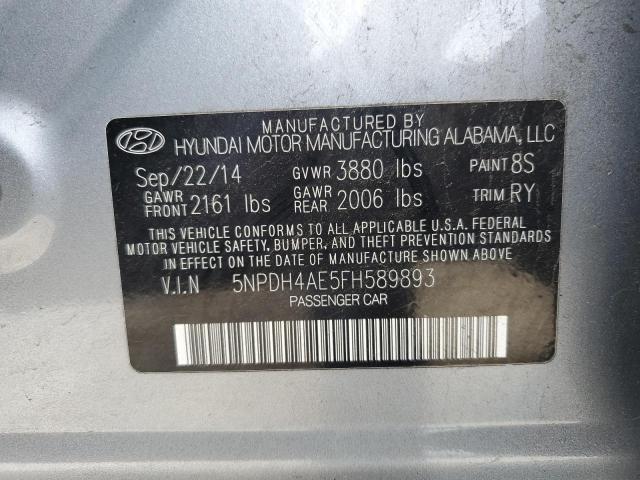 MANUFACTURED BY
HYUNDAI MOTOR MANUFACTURING ALABAMA, LLC
Sep/22/14 GVWR 3880 lbs PAINT 8S
GAWR FRONT 2161 lbs GAWR REAR 2006 lbs TRIM RY
THIS VEHICLE CONFORMS TO ALL APPLICABLE U.S.A. FEDERAL
MOTOR VEHICLE SAFETY, BUMPER, AND THEFT PREVENTION STANDARDS
IN EFFECT ON THE DATE OF MANUFACTURE SHOWN ABOVE
V.I.N 5NPDH4AE5FH589893
PASSENGER CAR